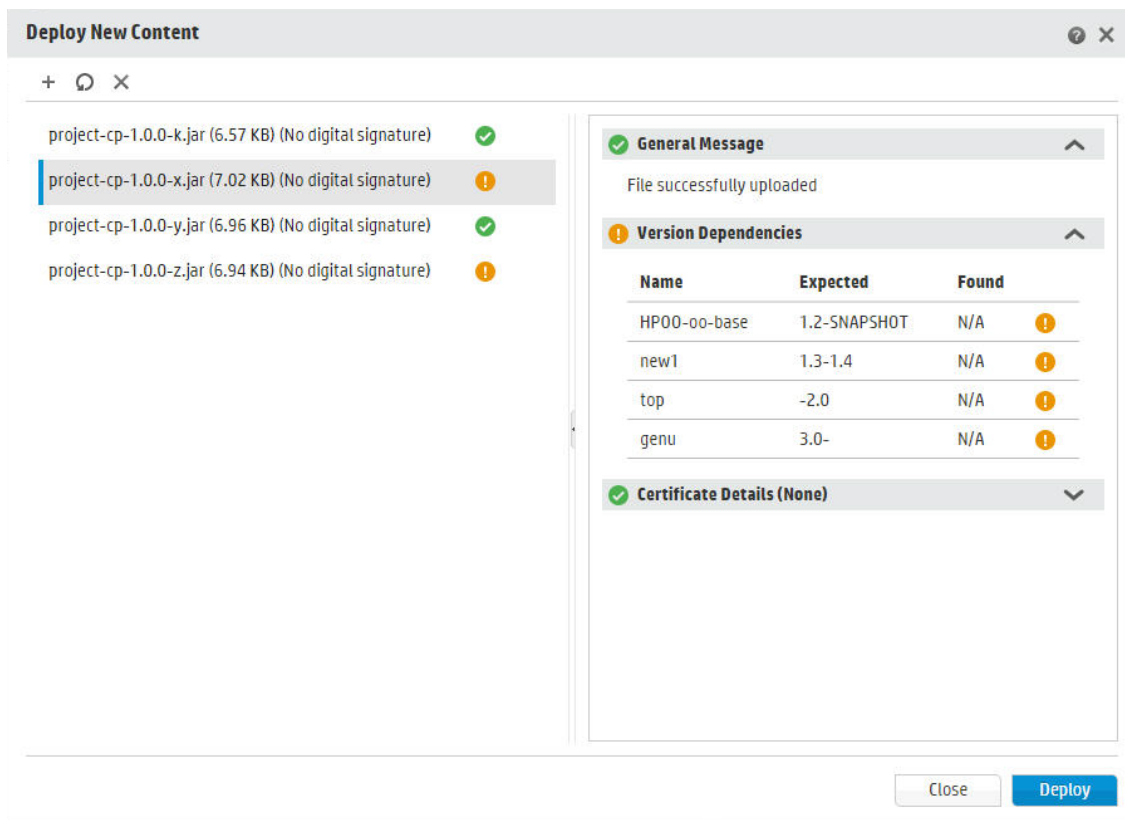 Deploy New Content
project-cp-1.0.0-k.jar (6.57 KB) (No digital signature)
project-cp-1.0.0-x.jar (7.02 KB) (No digital signature)
project-cp-1.0.0-y.jar (6.96 KB) (No digital signature)
project-cp-1.0.0-z.jar (6.94 KB) (No digital signature)
General Message
File successfully uploaded
Version Dependencies
Name Expected Found
HPOO-oo-base 1.2-SNAPSHOT N/A
new1 1.3-1.4 N/A
top -2.0 N/A
genu 3.0- N/A
Certificate Details (None)
Close Deploy